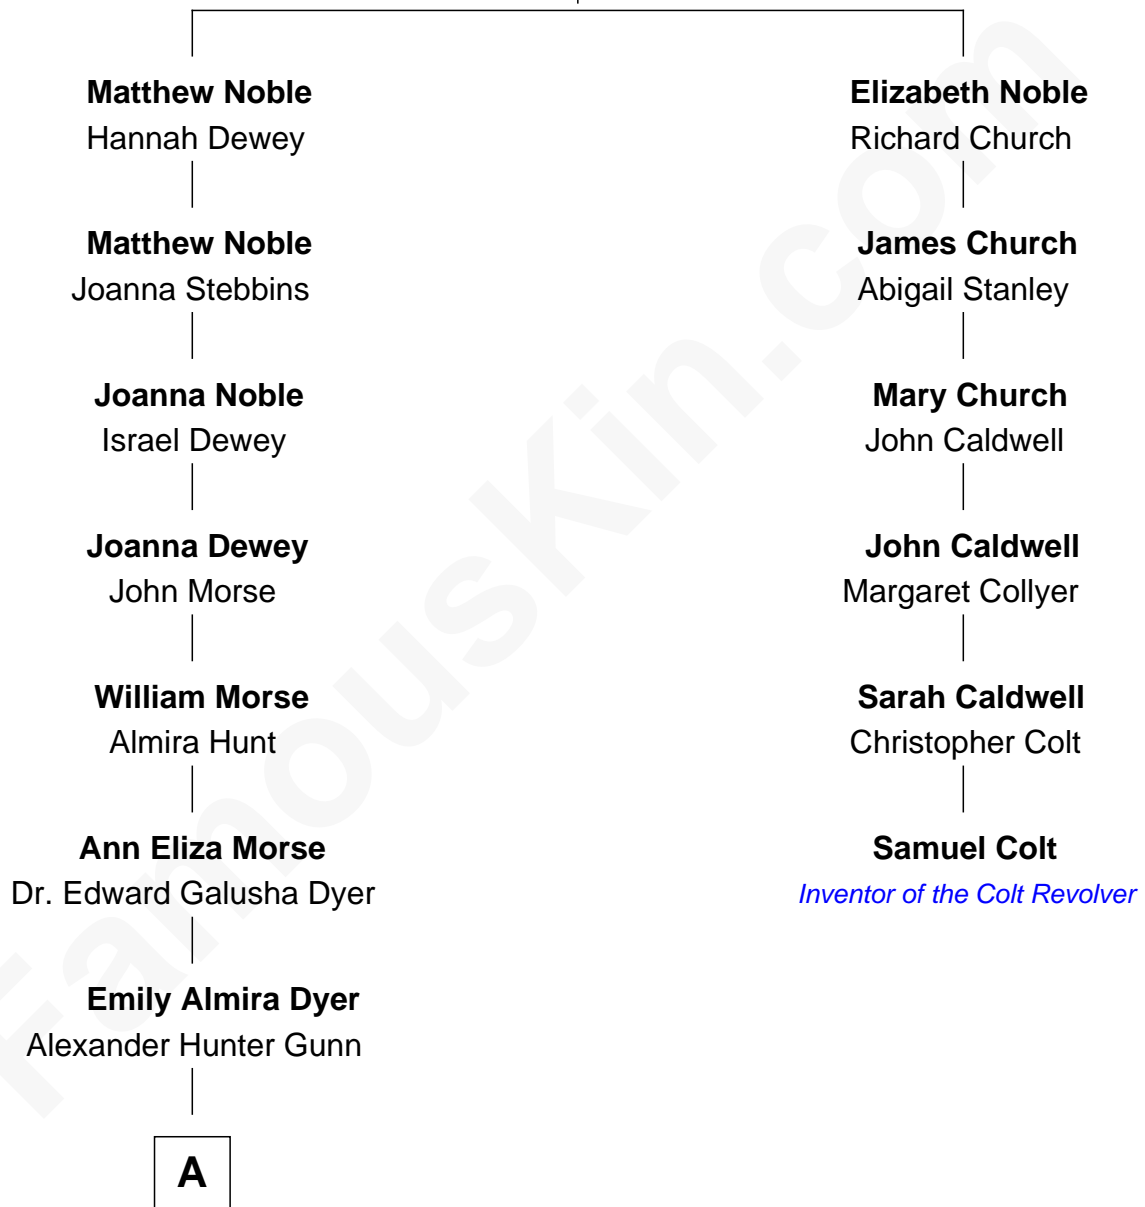 Matthew Noble
Hannah Dewey
Elizabeth Noble
Richard Church
Matthew Noble
Joanna Stebbins
James Church
Abigail Stanley
Joanna Noble
Israel Dewey
Mary Church
John Caldwell
Joanna Dewey
John Morse
John Caldwell
Margaret Collyer
William Morse
Almira Hunt
Sarah Caldwell
Christopher Colt
Ann Eliza Morse
Dr. Edward Galusha Dyer
Samuel Colt
Inventor of the Colt Revolver
Emily Almira Dyer
Alexander Hunter Gunn
A
FamousKin.com